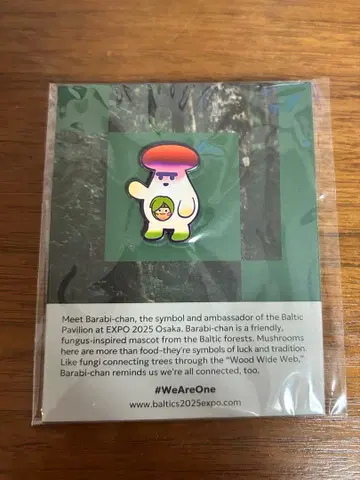 Meet Barabi-chan, the symbol and ambassador of the Baltic
Pavilion at EXPO 2025 Osaka. Barabi-chan is a friendly,
fungus-inspired mascot from the Baltic forests. Mushrooms
here are more than food–they're symbols of luck and tradition.
Like fungi connecting trees through the "Wood Wide Web,"
Barabi-chan reminds us we're all connected, too.
#WeAreOne
www.baltics2025expo.com